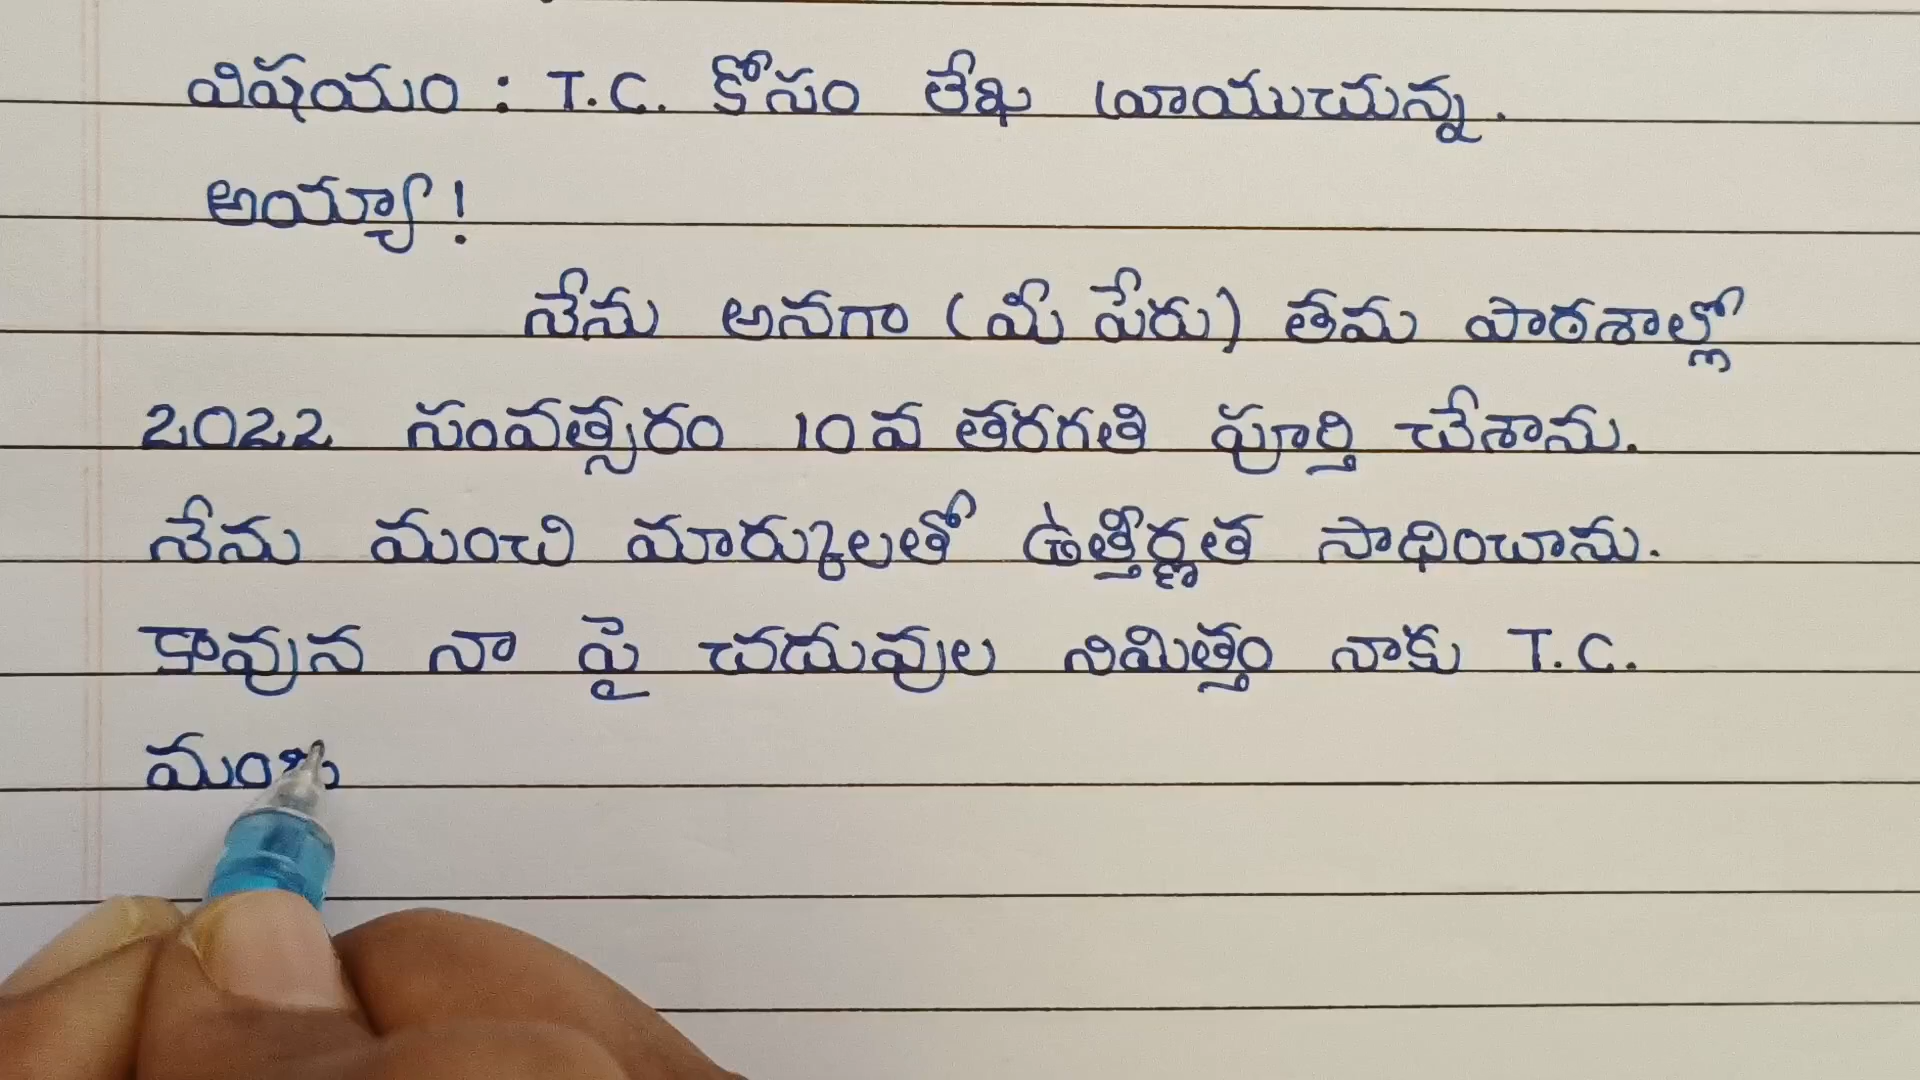 విషయం : T.C. కోసం లేఖ వ్రాయుచున్న.
అయ్యా !
నేను అనగా (మీ పేరు) తమ పాఠశాల్లో
2022 సంవత్సరం 10వ తరగతి పూర్తి చేశాను.
నేను మంచి మార్కులతో ఉత్తీర్ణత సాధించాను.
కావున నా పై చదువుల నిమిత్తం నాకు T.C.